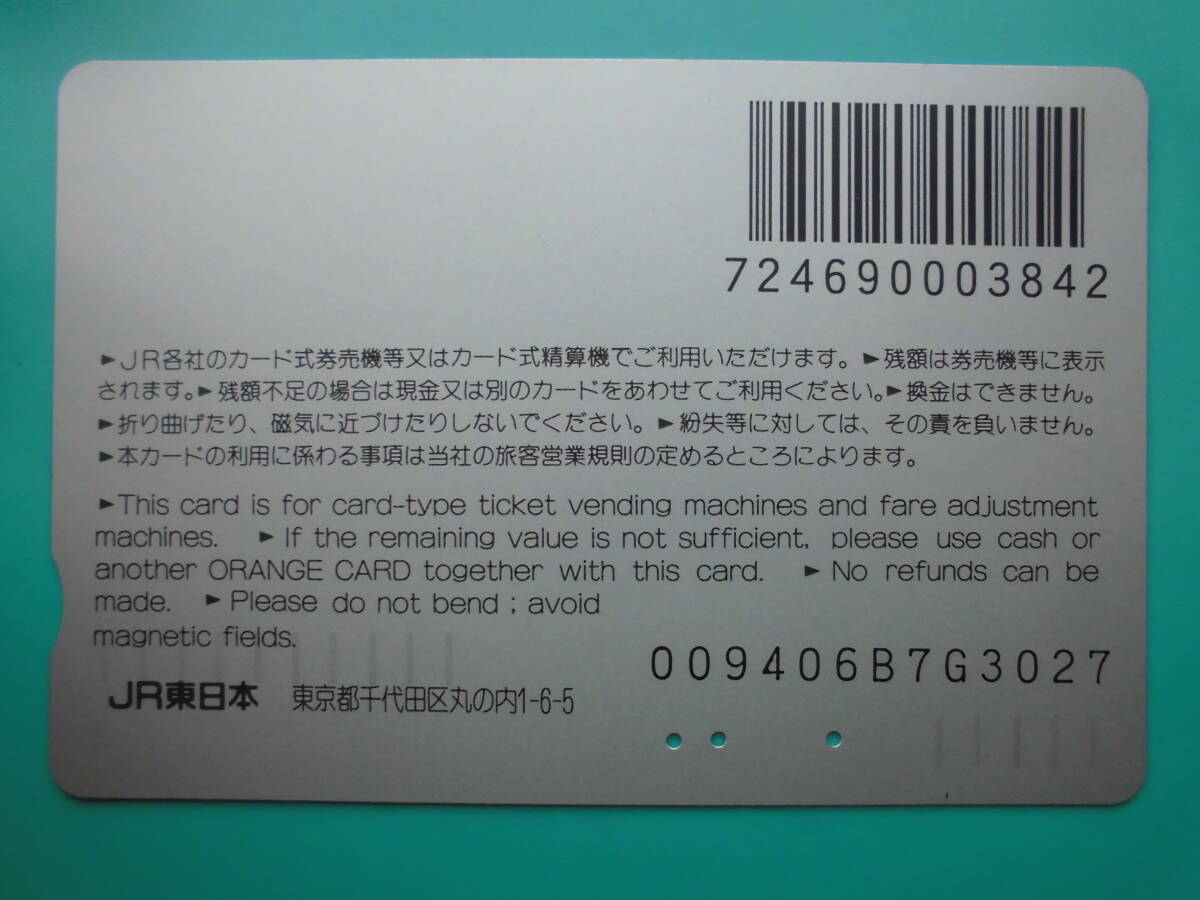 724690003842
►JR各社のカード式券売機等又はカード式精算機でご利用いただけます。►残額は券売機等に表示
されます。►残額不足の場合は現金又は別のカードをあわせてご利用ください。►換金はできません。
►折り曲げたり、磁気に近づけたりしないでください。►紛失等に対しては、その責を負いません。
►本カードの利用に係わる事項は当社の旅客営業規則の定めるところによります。
►This card is for card-type ticket vending machines and fare adjustment
machines. ►If the remaining value is not sufficient, please use cash or
another ORANGE CARD together with this card. ►No refunds can be
made. ►Please do not bend ; avoid
magnetic fields.
009406B7G3027
JR東日本 東京都千代田区丸の内1-6-5